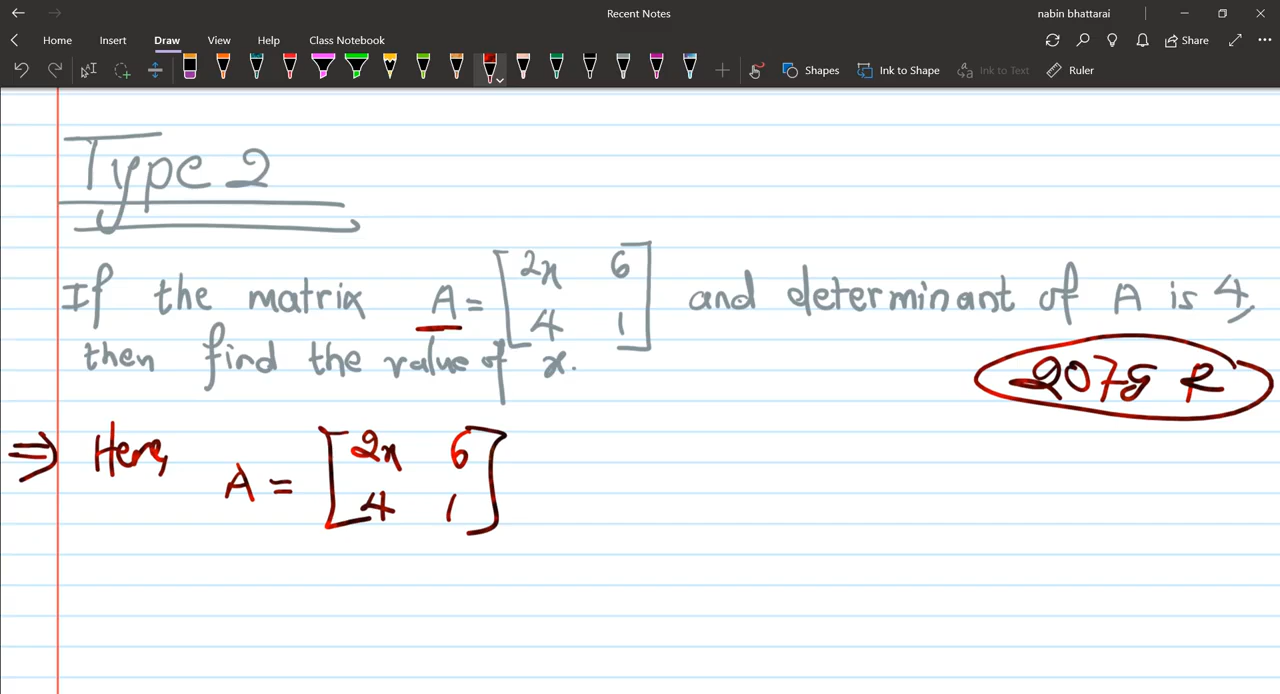 Recent Notes
nabin bhattarai
Home Insert Draw View Help Class Notebook
Share
Shapes Ink to Shape Ink to Text Ruler
Type 2
If the matrix A = [2x 6
4 1] and determinant of A is 4,
then find the value of x.
2075 R
⇒ Here,
A = [2x 6
4 1]